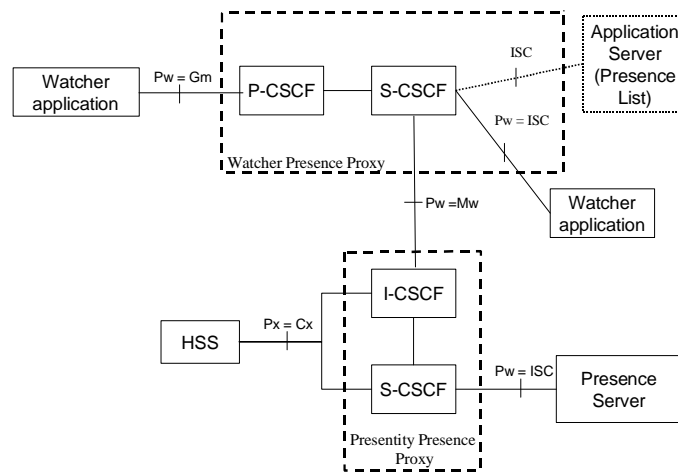 Watcher
application
Pw = Gm
P-CSCF
S-CSCF
ISC
Application
Server
(Presence
List)
Pw = ISC
Watcher Presence Proxy
Watcher
application
Pw =Mw
I-CSCF
HSS
Px = Cx
S-CSCF
Pw = ISC
Presence
Server
Presentity Presence
Proxy